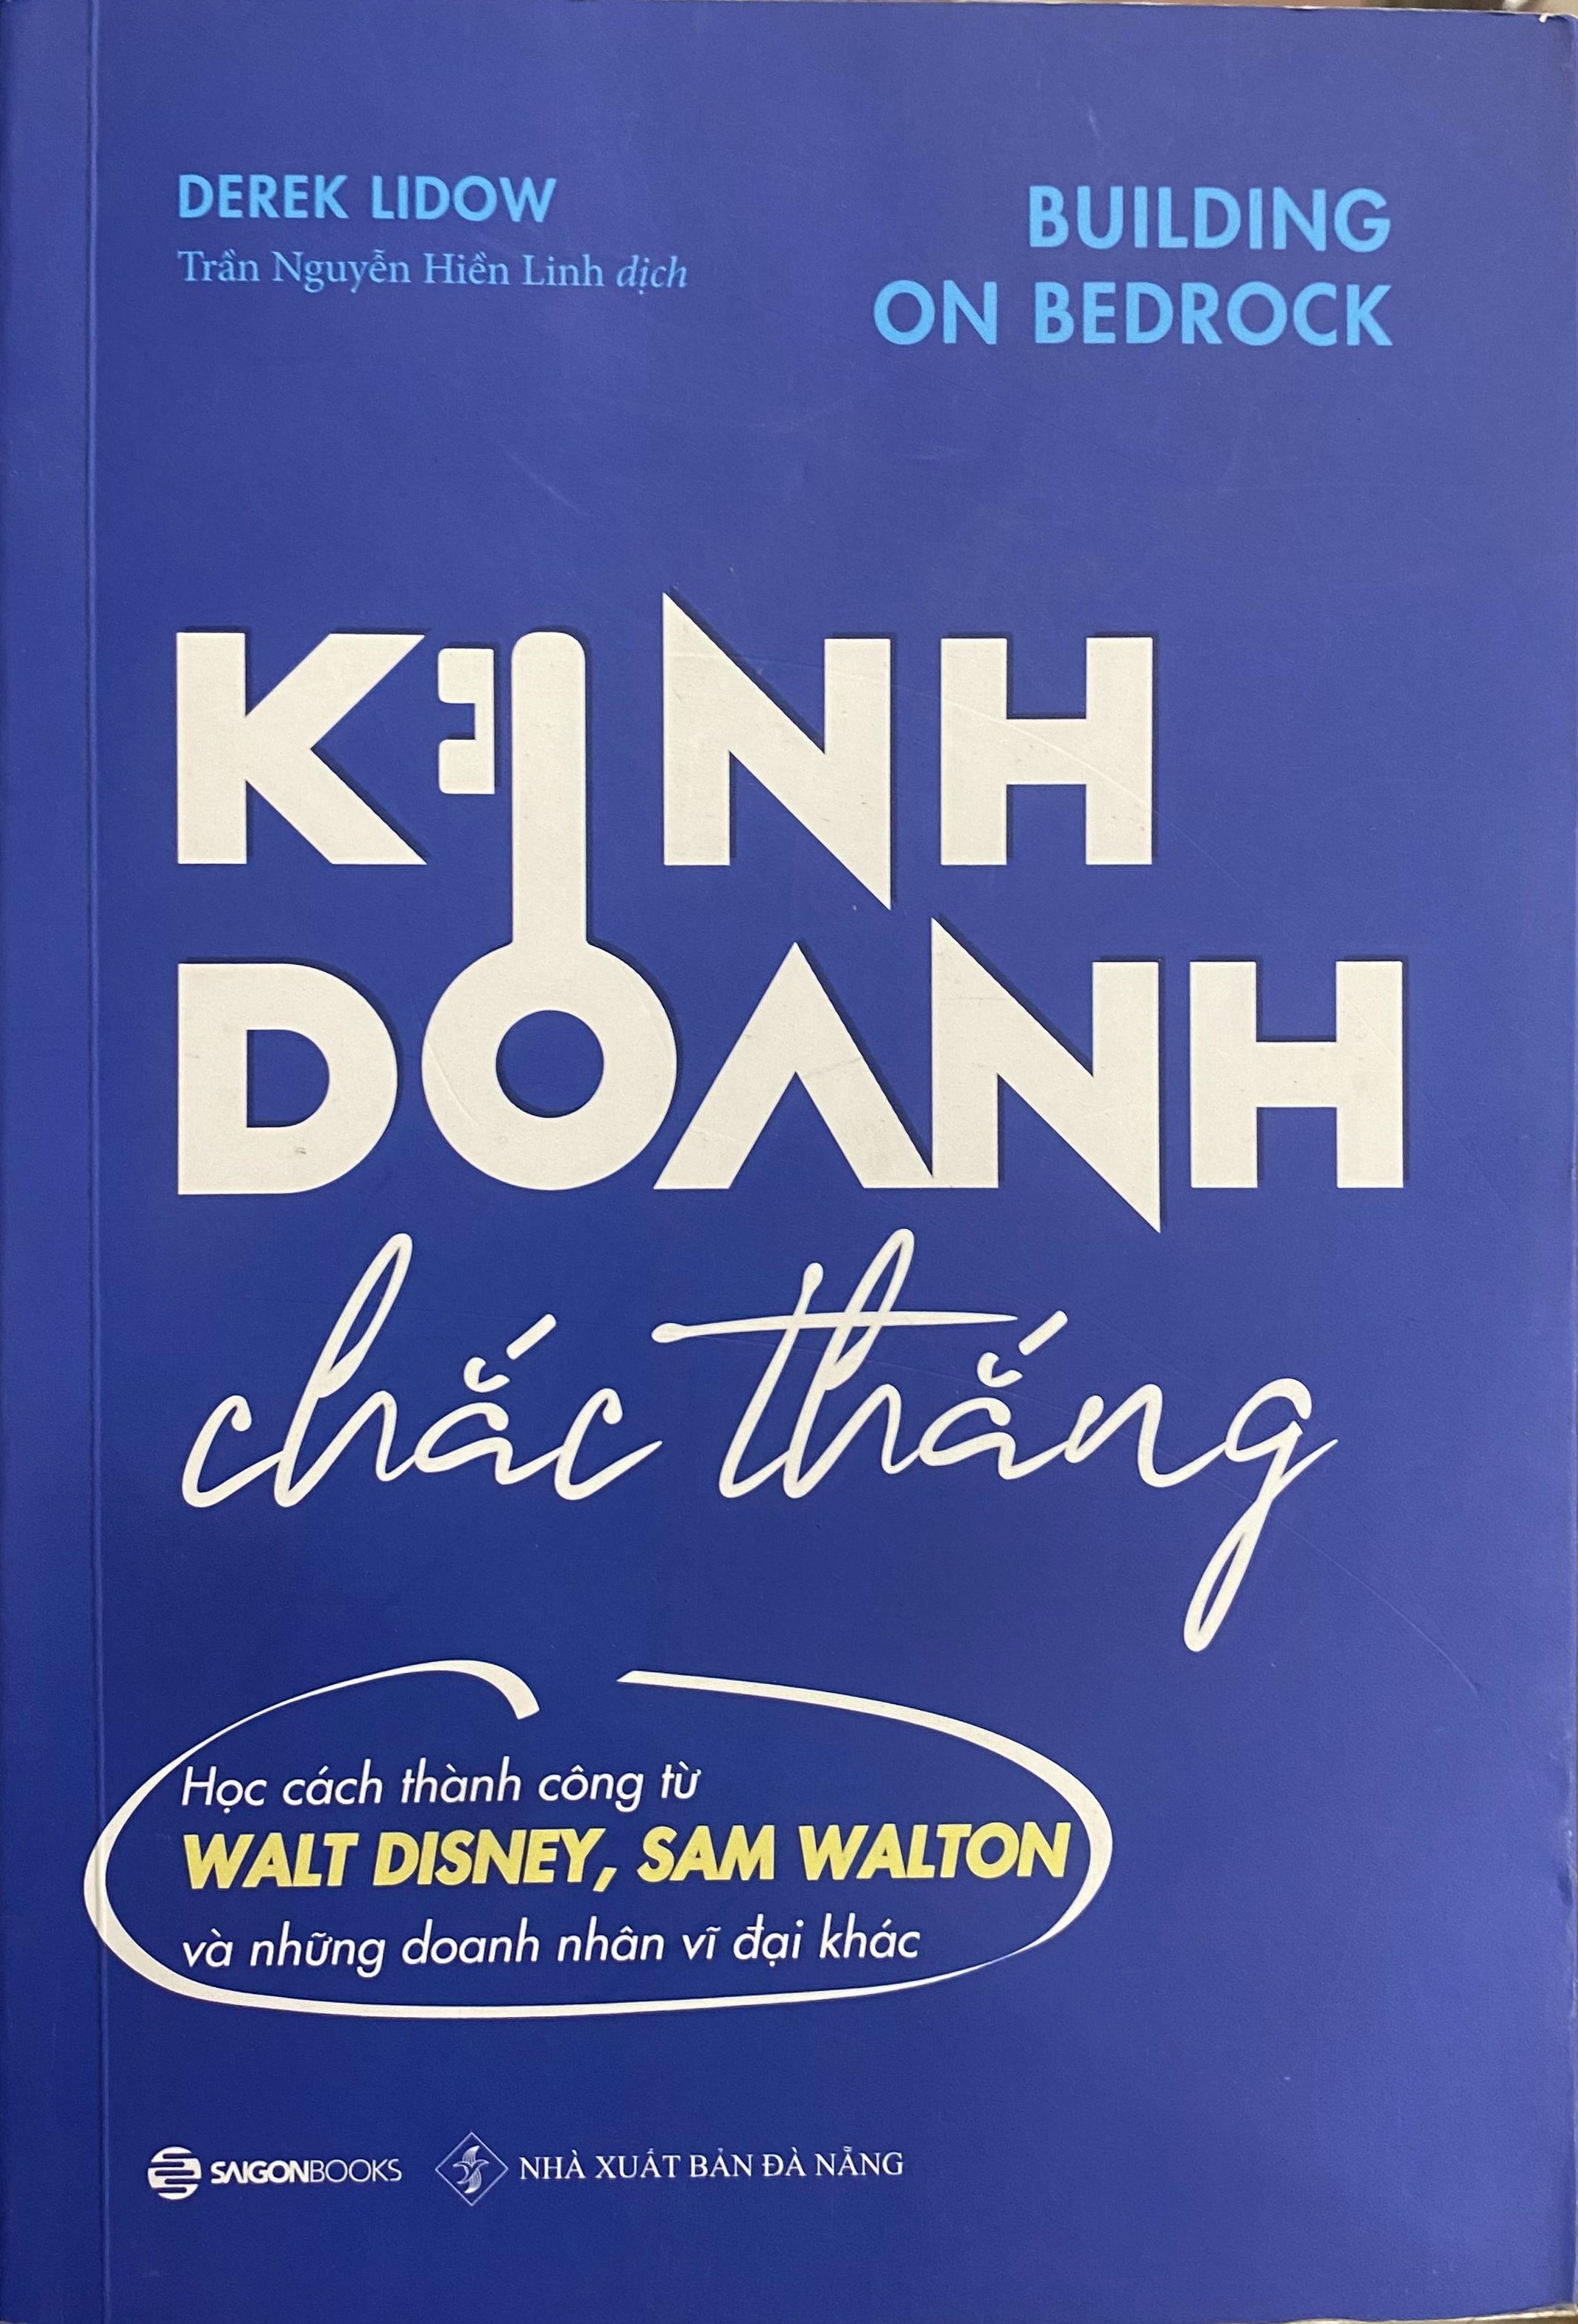 DEREK LIDOW
Trần Nguyễn Hiền Linh dịch
BUILDING
ON BEDROCK
KINH
DOANH
chắc thắng
Học cách thành công từ
WALT DISNEY, SAM WALTON
và những doanh nhân vĩ đại khác
SAIGONBOOKS
NHÀ XUẤT BẢN ĐÀ NẴNG